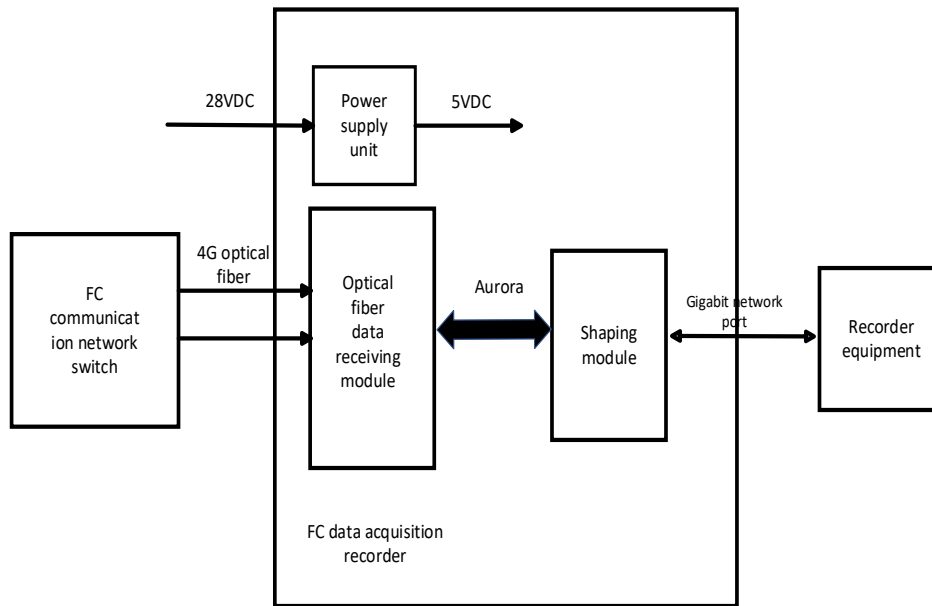 28VDC
Power
supply
unit
5VDC
FC
communicat
ion network
switch
4G optical
fiber
Optical
fiber
data
receiving
module
Aurora
Shaping
module
Gigabit network
port
Recorder
equipment
FC data acquisition
recorder